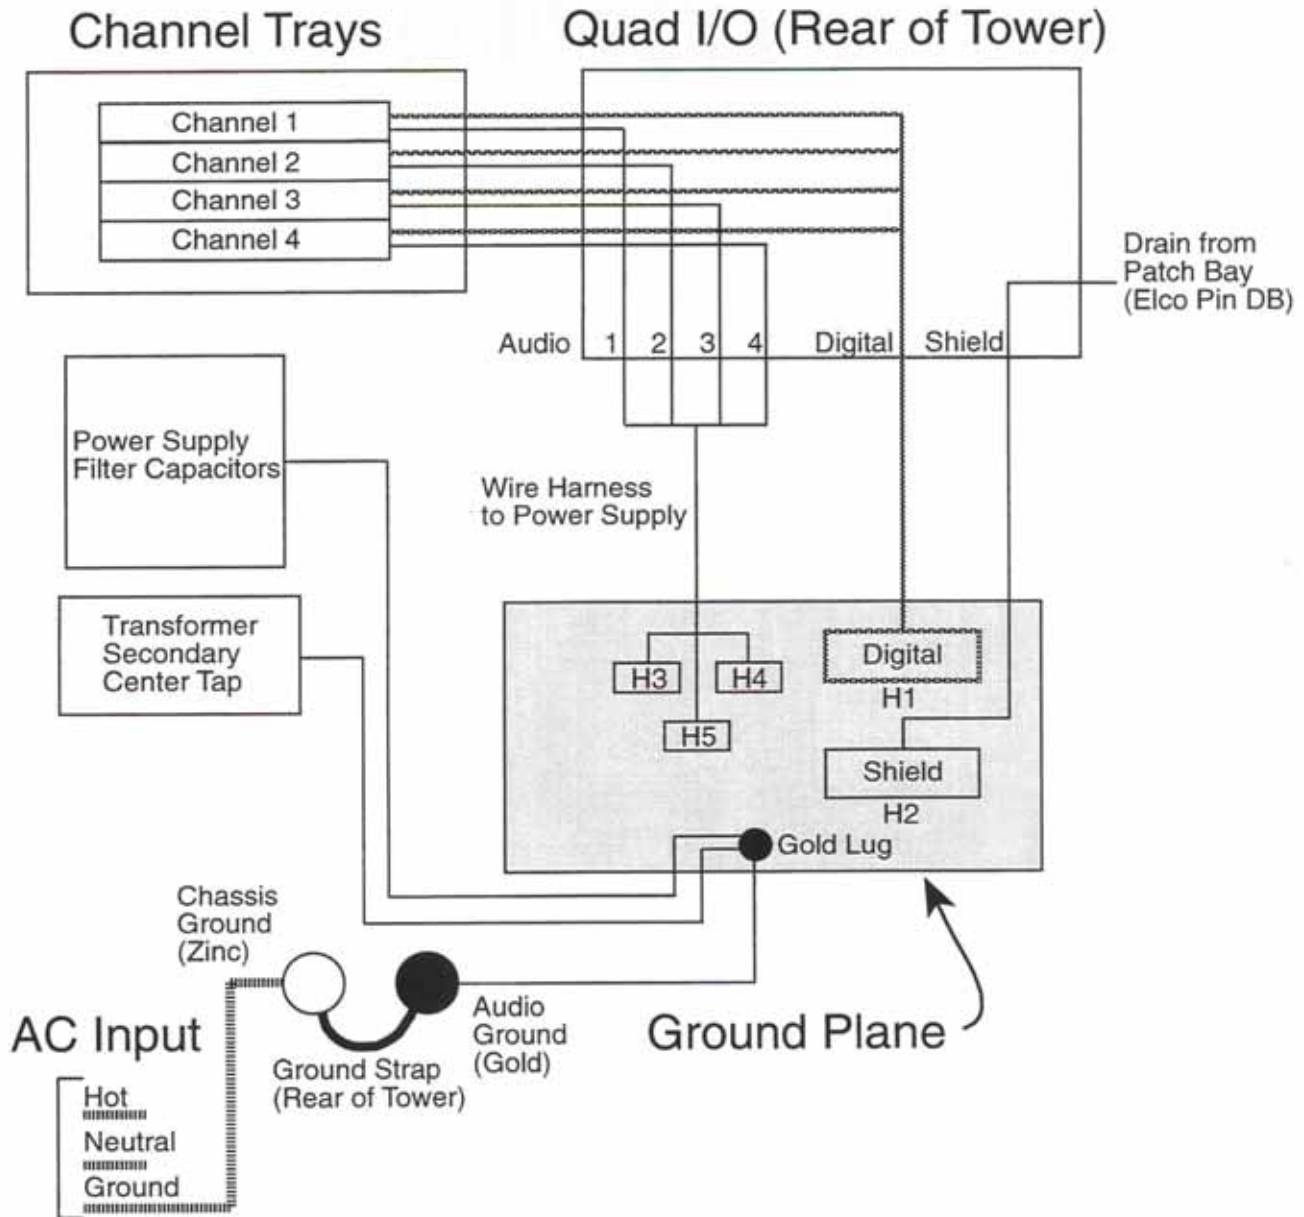 Channel Trays
Quad I/O (Rear of Tower)
Channel 1
Channel 2
Channel 3
Channel 4
Drain from
Patch Bay
(Elco Pin DB)
Audio 1 2 3 4 Digital Shield
Power Supply
Filter Capacitors
Wire Harness
to Power Supply
Transformer
Secondary
Center Tap
Digital
H1
H3 H4
H5
Shield
H2
Gold Lug
Chassis
Ground
(Zinc)
Audio
Ground
(Gold)
Ground Plane
AC Input
Ground Strap
(Rear of Tower)
Hot
Neutral
Ground